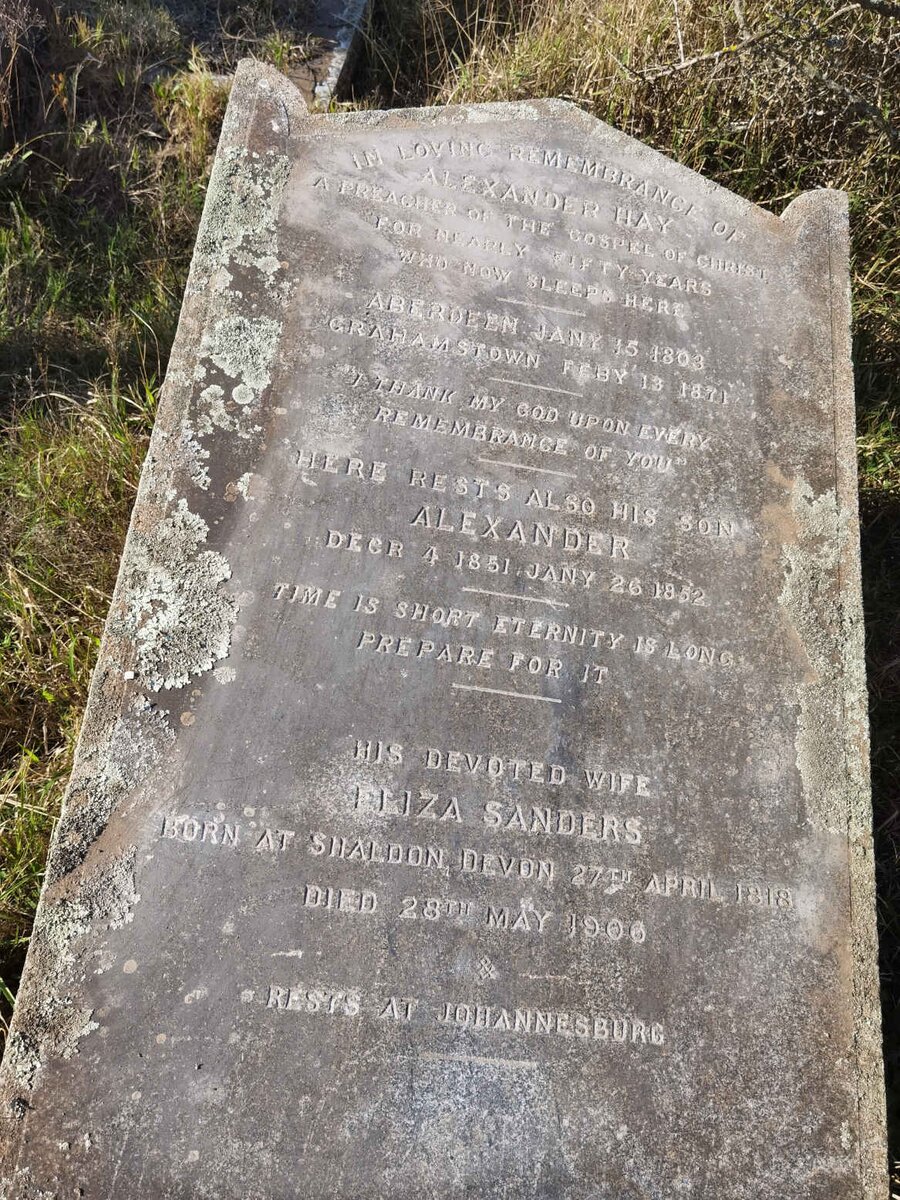 IN LOVING REMEMBRANCE OF
ALEXANDER HAY
A PREACHER OF THE GOSPEL OF CHRIST
FOR NEARLY FIFTY YEARS
WHO NOW SLEEPS HERE
ABERDEEN JANY 15 1803
GRAHAMSTOWN FEBY 13 1871
"I THANK MY GOD UPON EVERY
REMEMBRANCE OF YOU"
HERE RESTS ALSO HIS SON
ALEXANDER
DECR 4 1851 JANY 26 1852
TIME IS SHORT ETERNITY IS LONG
PREPARE FOR IT
HIS DEVOTED WIFE
ELIZA SANDERS
BORN AT SHALDON, DEVON 27TH APRIL 1818
DIED 28TH MAY 1906
RESTS AT JOHANNESBURG